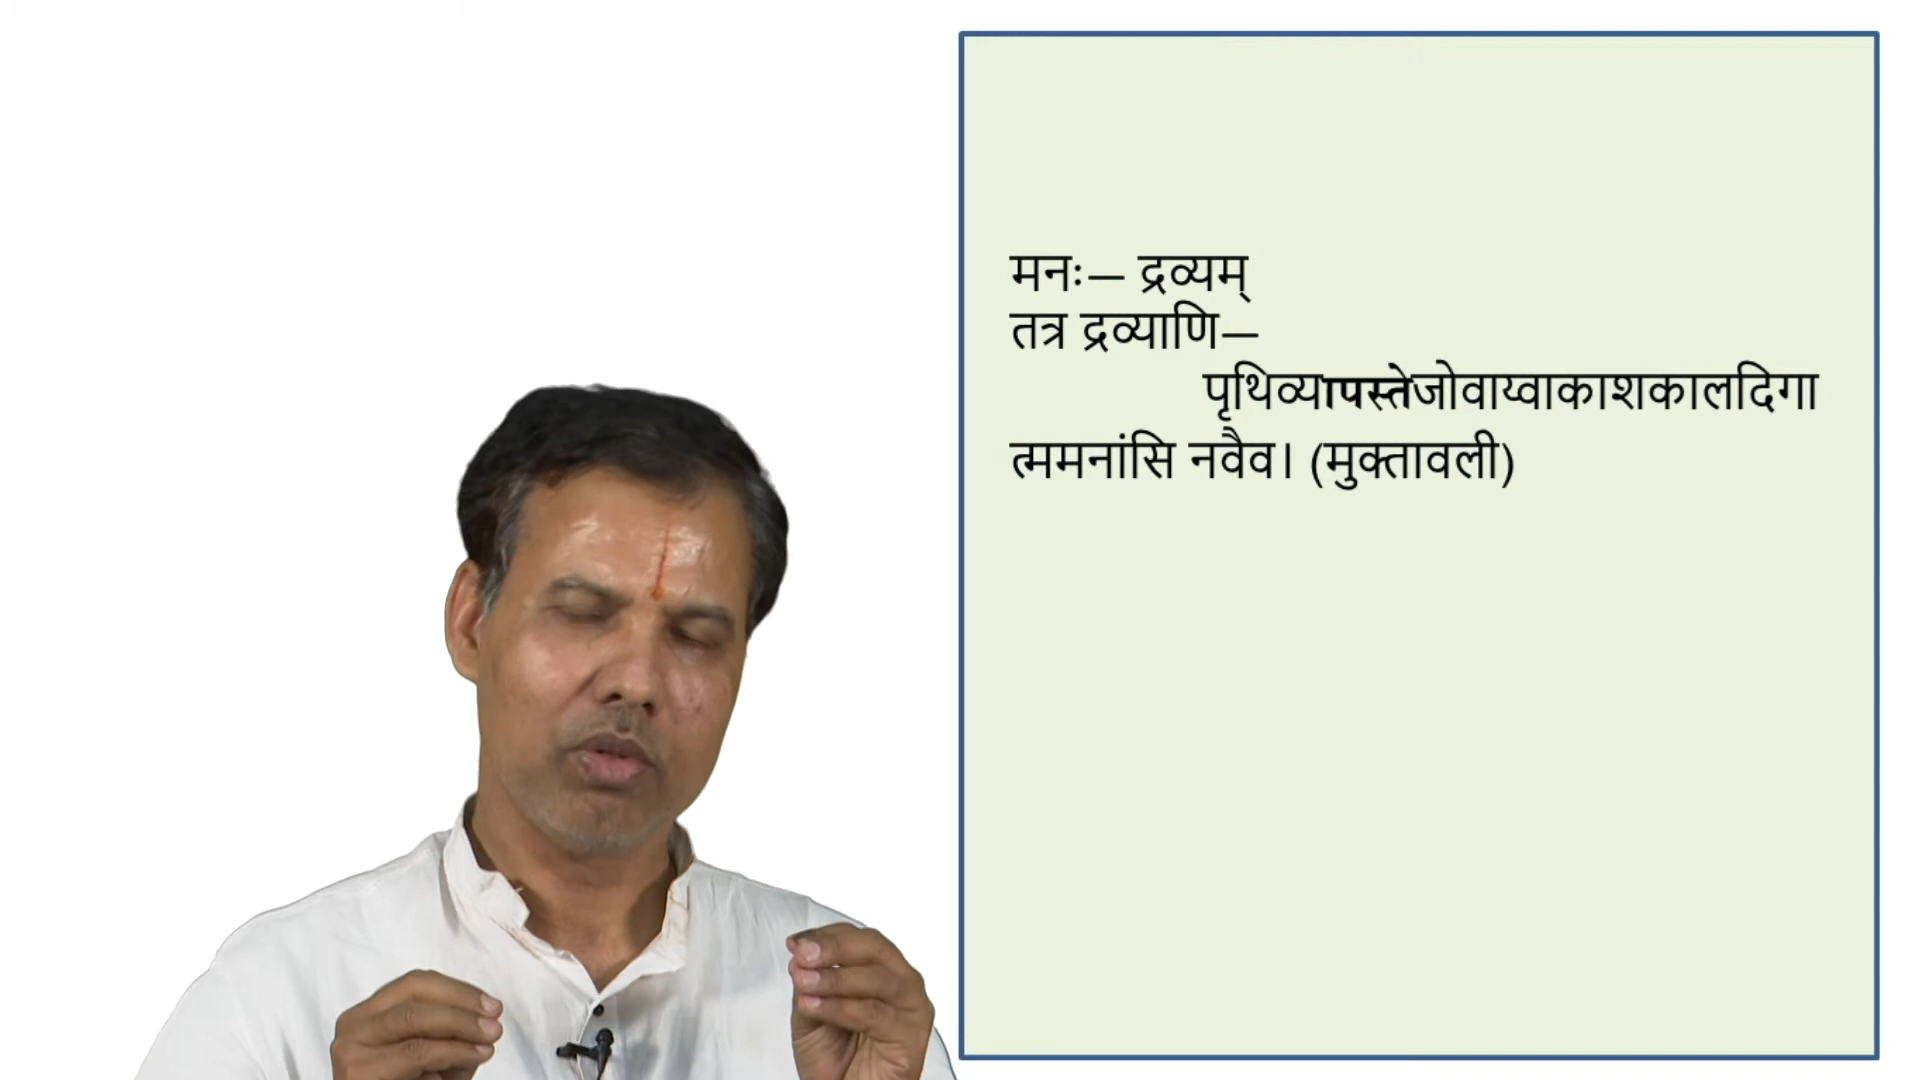 मनः— द्रव्यम्
तत्र द्रव्याणि—
पृथिव्यापस्तेजोवाय्वाकाशकालदिगा
त्ममनांसि नवैव। (मुक्तावली)